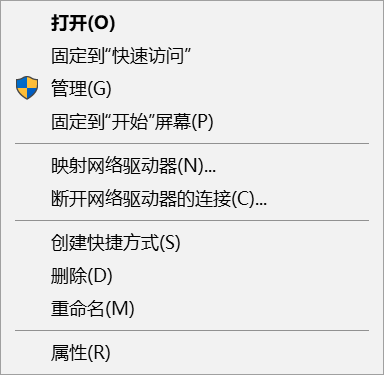 打开(O)
固定到“快速访问”
管理(G)
固定到“开始”屏幕(P)
映射网络驱动器(N)...
断开网络驱动器的连接(C)...
创建快捷方式(S)
删除(D)
重命名(M)
属性(R)